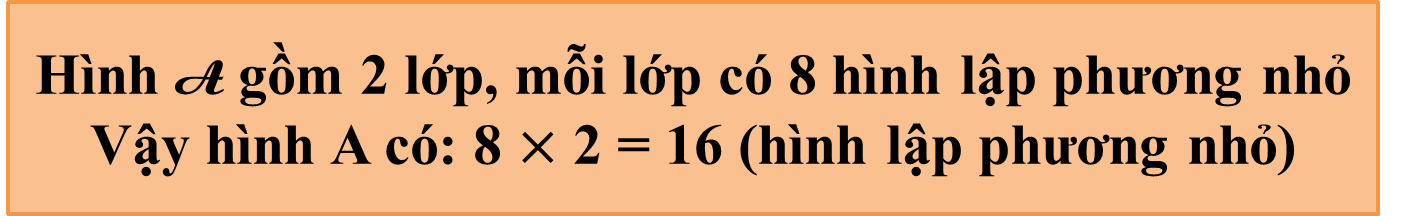 Hình 𝓐 gồm 2 lớp, mỗi lớp có 8 hình lập phương nhỏ
Vậy hình A có: 8 × 2 = 16 (hình lập phương nhỏ)